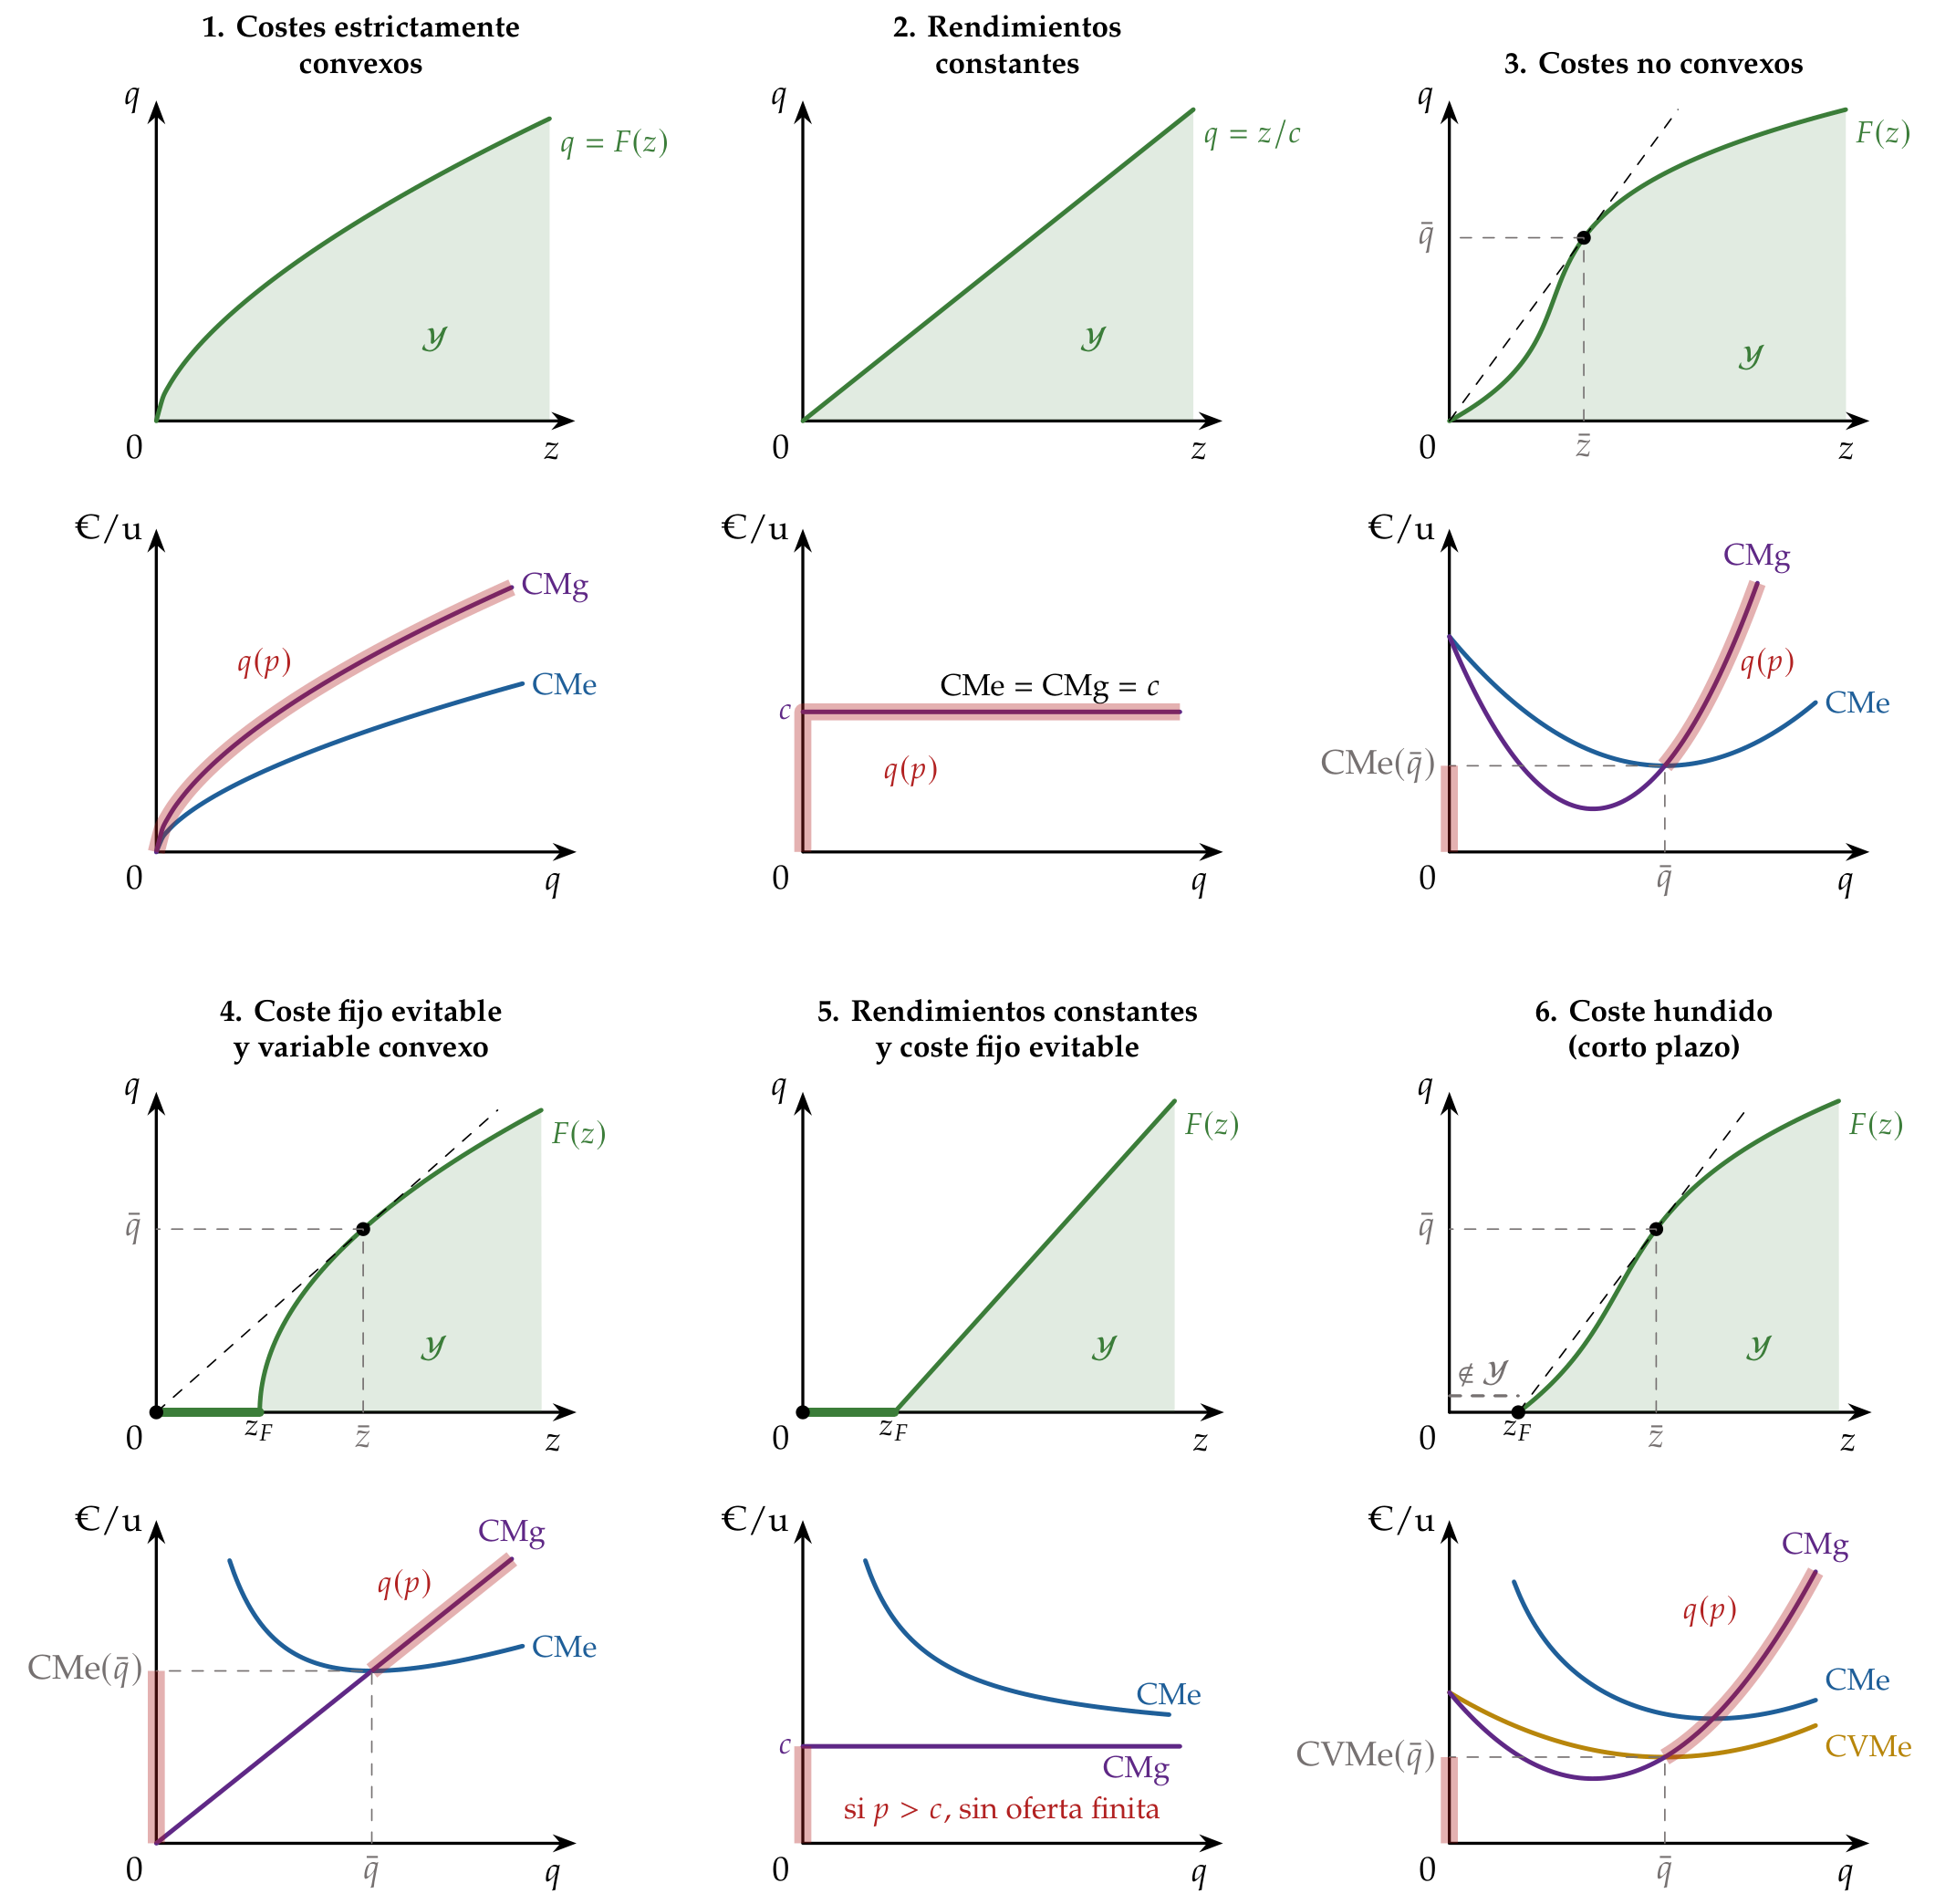 1. Costes estrictamente
convexos
q
q = F(z)
𝒴
0
z
€/u
CMg
q(p)
CMe
0
q
2. Rendimientos
constantes
q
q = z/c
𝒴
0
z
€/u
CMe = CMg = c
c
q(p)
0
q
3. Costes no convexos
q
F(z)
q̄
𝒴
0
z̄
z
€/u
CMg
q(p)
CMe
CMe(q̄)
0
q̄
q
4. Coste fijo evitable
y variable convexo
q
F(z)
q̄
𝒴
0
z_F
z̄
z
€/u
CMg
q(p)
CMe
CMe(q̄)
0
q̄
q
5. Rendimientos constantes
y coste fijo evitable
q
F(z)
𝒴
0
z_F
z
€/u
CMe
c
CMg
si p > c, sin oferta finita
0
q
6. Coste hundido
(corto plazo)
q
F(z)
q̄
∉ 𝒴
𝒴
0
z_F
z̄
z
€/u
CMg
q(p)
CMe
CVMe
CVMe(q̄)
0
q̄
q